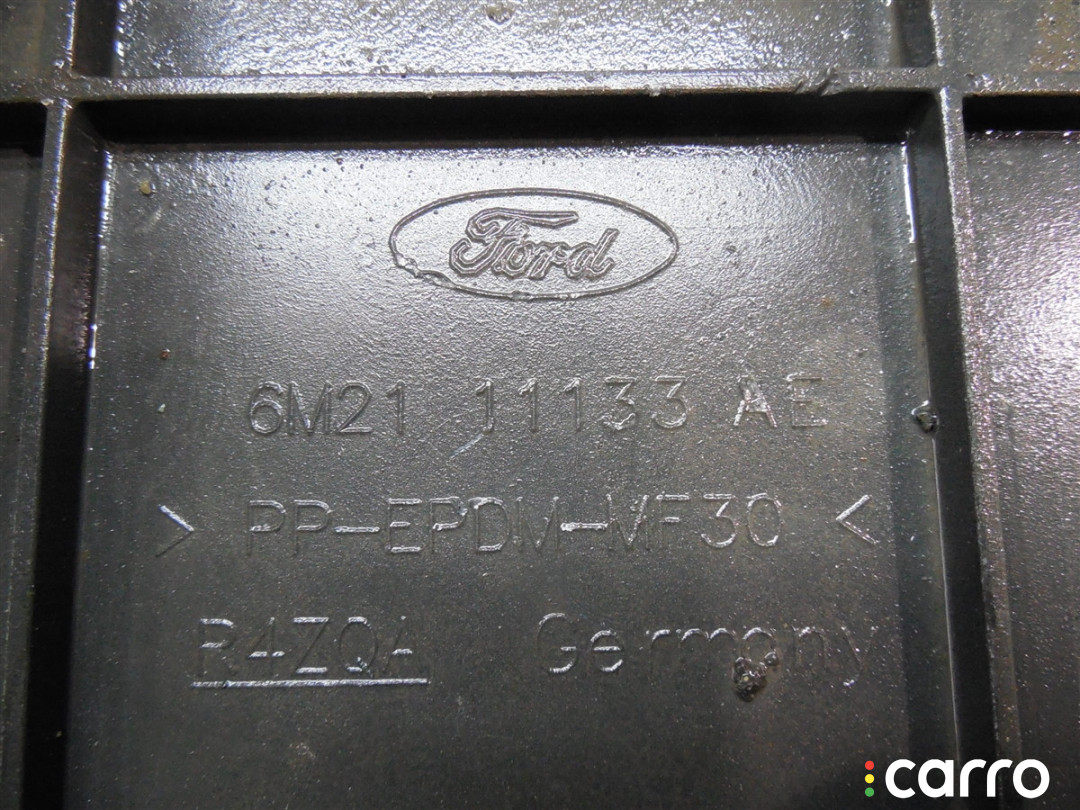 Ford
6M21 11133 AE
> PP-EPDM-MF30 <
R4ZQA Germany
carro